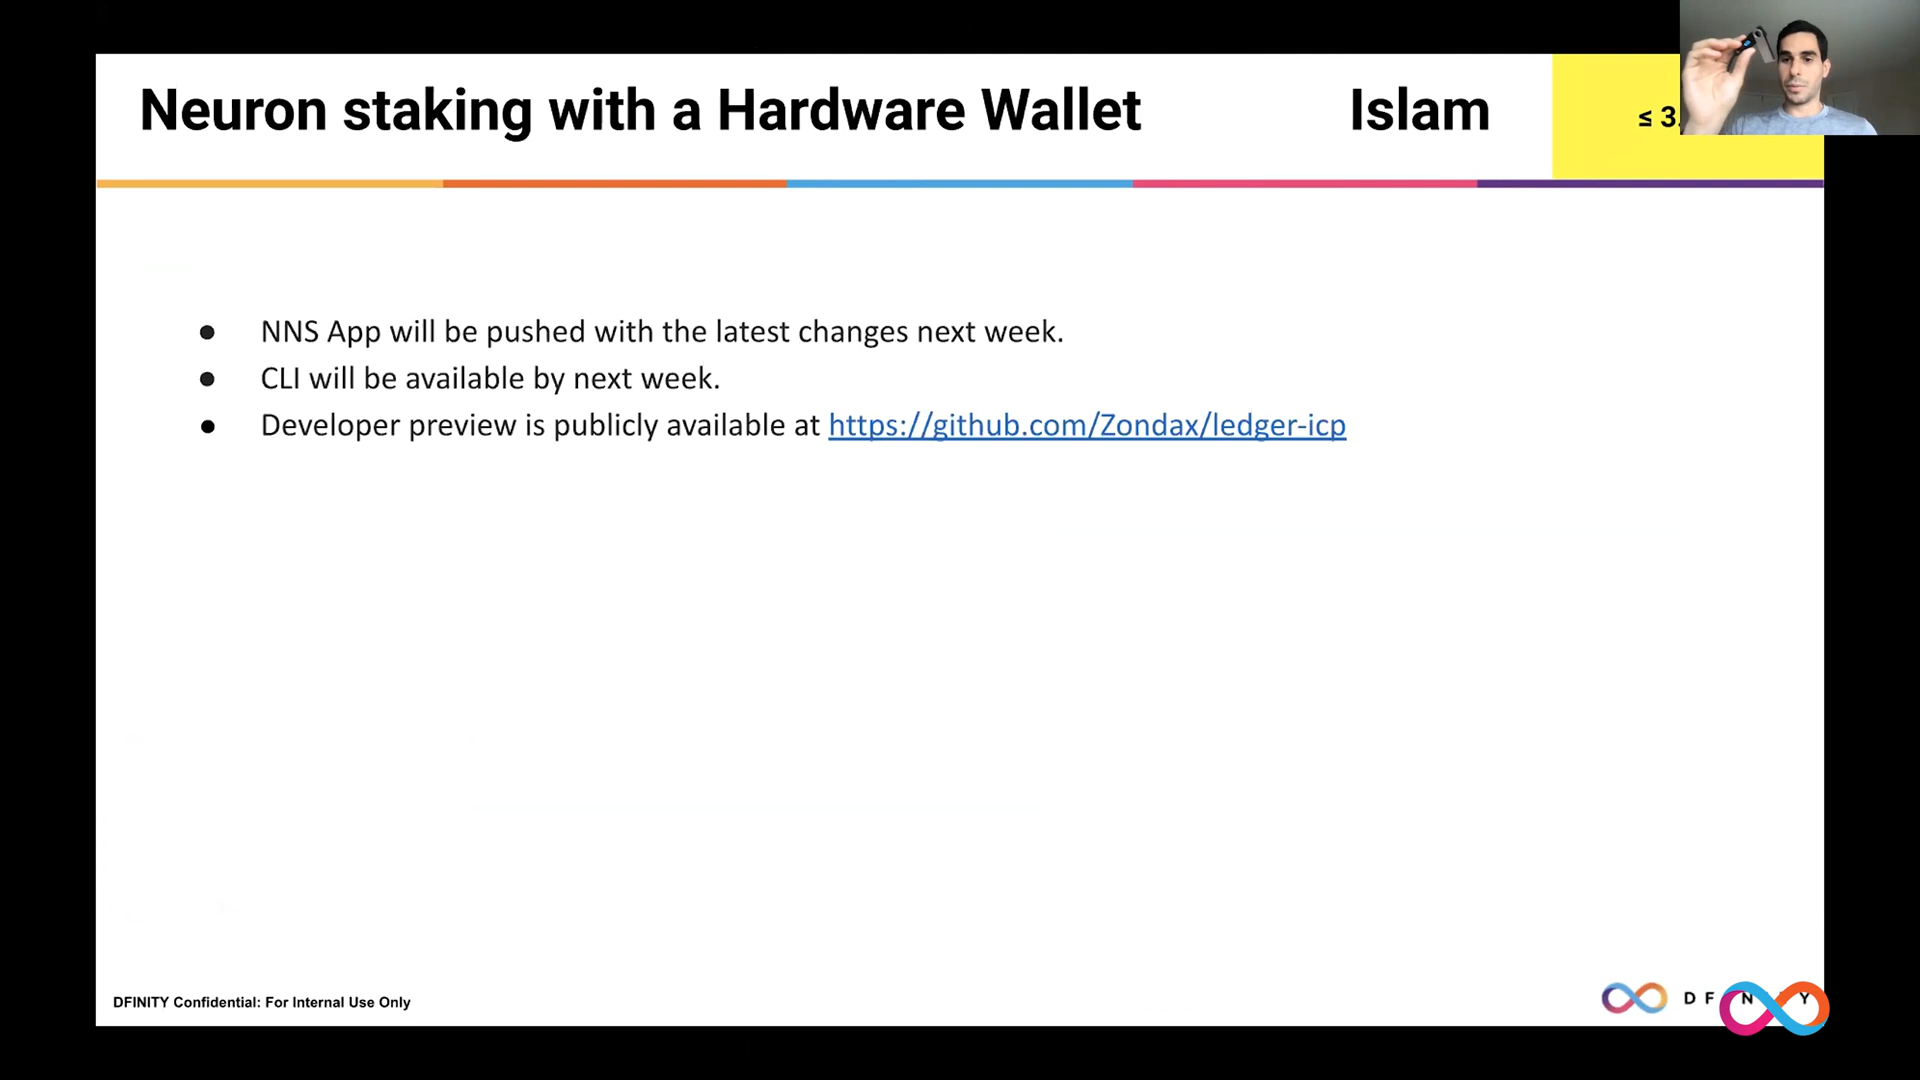 Neuron staking with a Hardware Wallet
Islam
≤ 3
● NNS App will be pushed with the latest changes next week.
● CLI will be available by next week.
● Developer preview is publicly available at https://github.com/Zondax/ledger-icp
DFINITY Confidential: For Internal Use Only